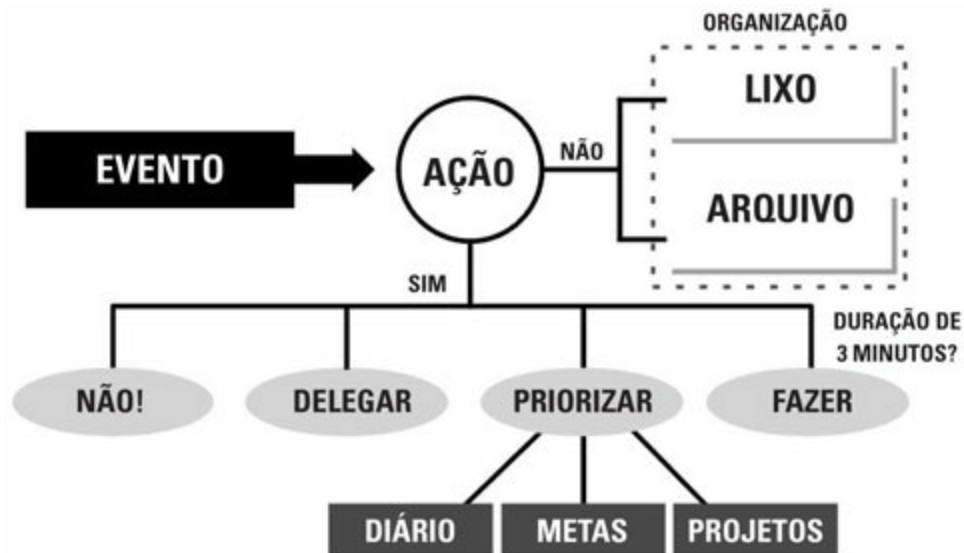 ORGANIZAÇÃO
LIXO
EVENTO
AÇÃO
NÃO
ARQUIVO
SIM
DURAÇÃO DE
3 MINUTOS?
NÃO!
DELEGAR
PRIORIZAR
FAZER
DIÁRIO
METAS
PROJETOS